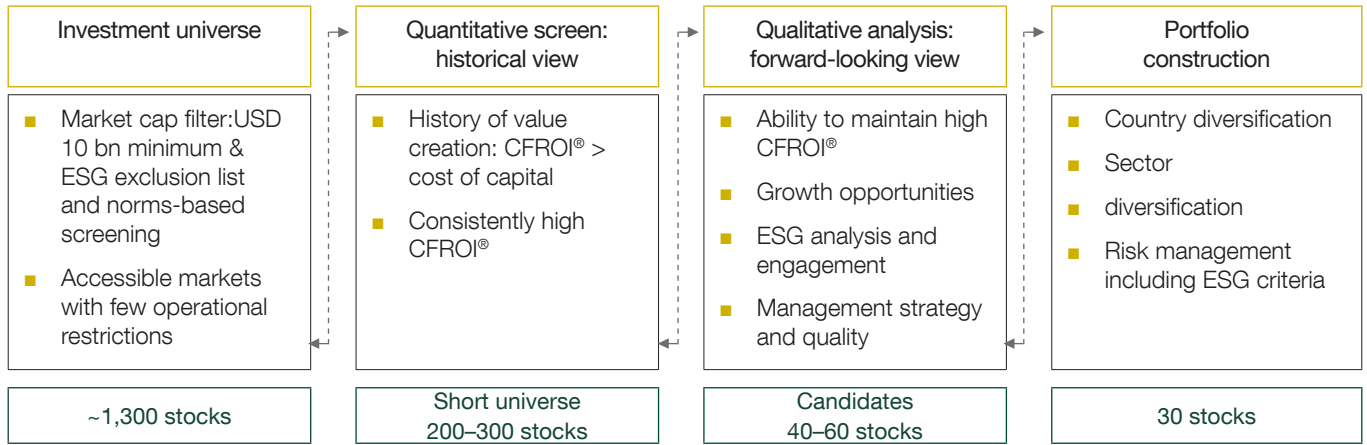 Investment universe
Market cap filter:USD
10 bn minimum &
ESG exclusion list
and norms-based
screening
Accessible markets
with few operational
restrictions
~1,300 stocks
Quantitative screen:
historical view
History of value
creation: CFROI® >
cost of capital
Consistently high
CFROI®
Short universe
200–300 stocks
Qualitative analysis:
forward-looking view
Ability to maintain high
CFROI®
Growth opportunities
ESG analysis and
engagement
Management strategy
and quality
Candidates
40–60 stocks
Portfolio
construction
Country diversification
Sector
diversification
Risk management
including ESG criteria
30 stocks